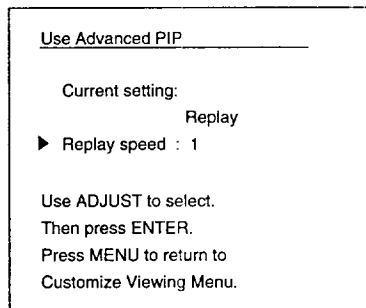 Use Advanced PIP
Current setting:
Replay
▶ Replay speed : 1
Use ADJUST to select.
Then press ENTER.
Press MENU to return to
Customize Viewing Menu.